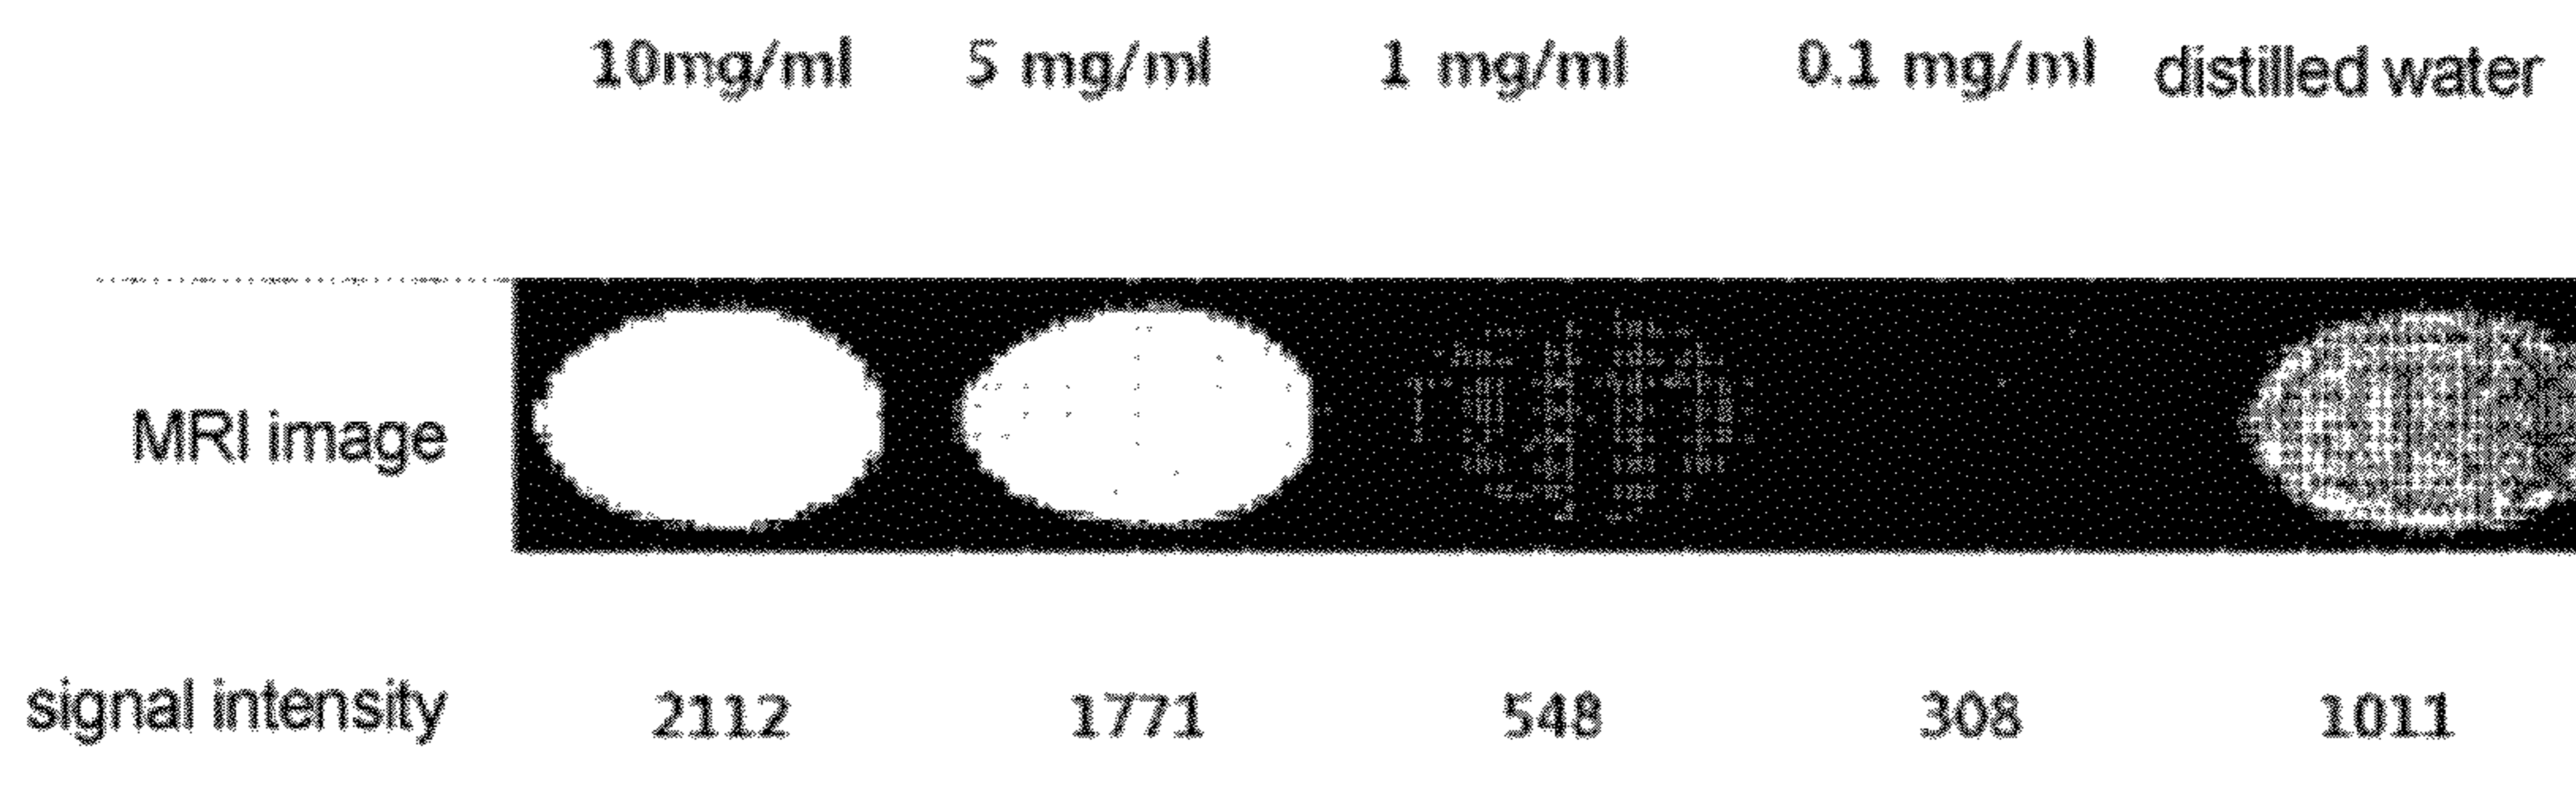 10mg/ml 5 mg/ml 1 mg/ml 0.1 mg/ml distilled water
MRI image
signal intensity 2112 1771 548 308 1011